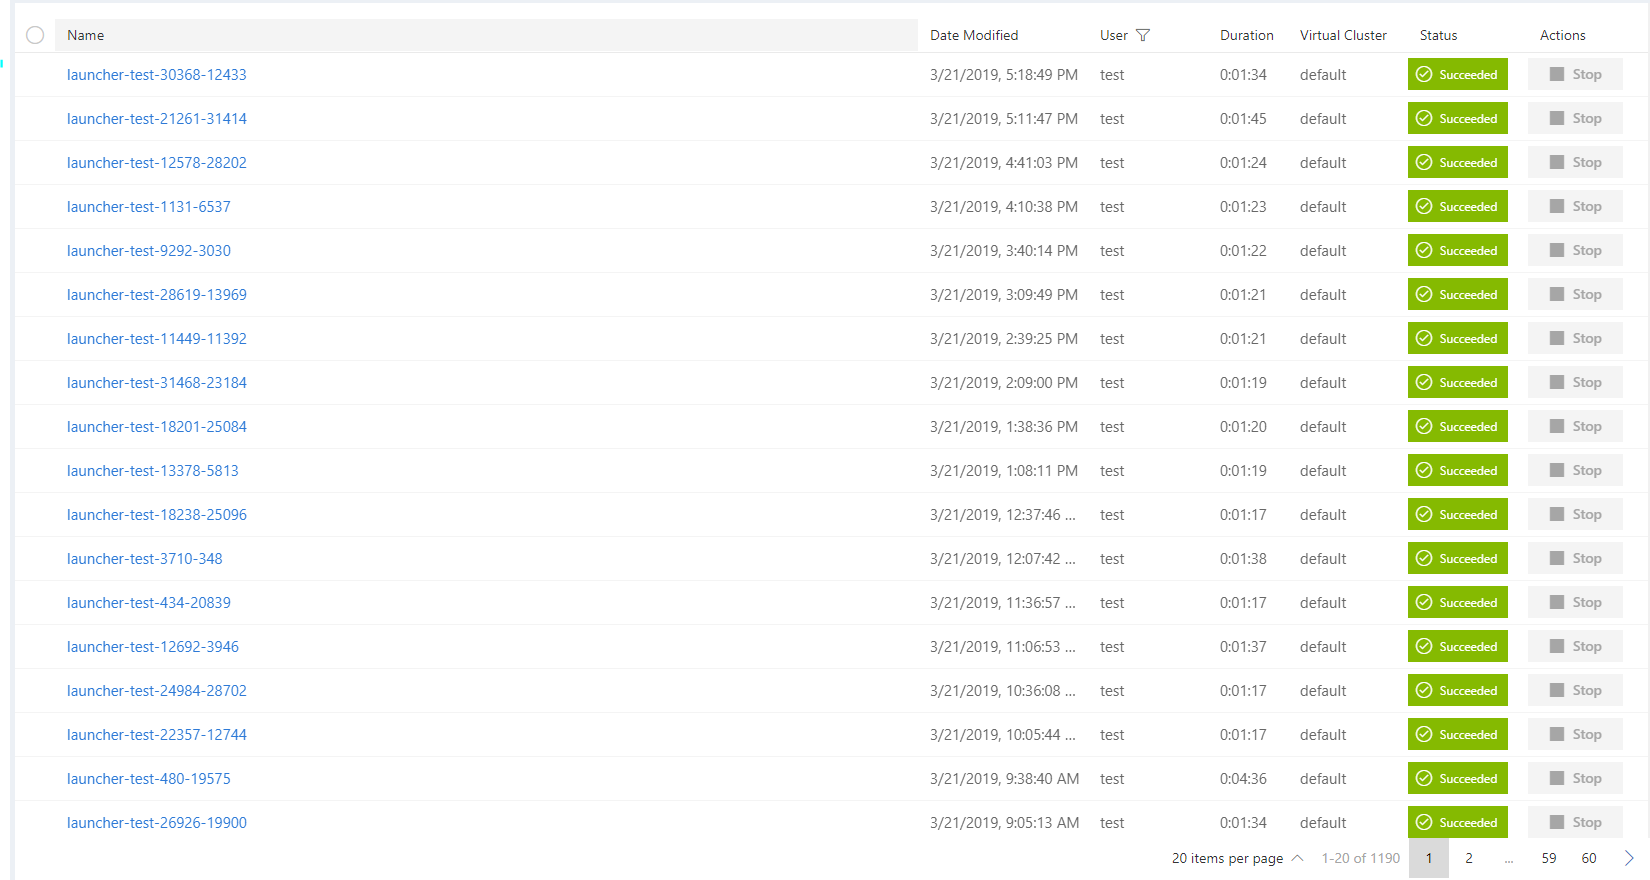 Name Date Modified User Duration Virtual Cluster Status Actions
launcher-test-30368-12433 3/21/2019, 5:18:49 PM test 0:01:34 default Succeeded Stop
launcher-test-21261-31414 3/21/2019, 5:11:47 PM test 0:01:45 default Succeeded Stop
launcher-test-12578-28202 3/21/2019, 4:41:03 PM test 0:01:24 default Succeeded Stop
launcher-test-1131-6537 3/21/2019, 4:10:38 PM test 0:01:23 default Succeeded Stop
launcher-test-9292-3030 3/21/2019, 3:40:14 PM test 0:01:22 default Succeeded Stop
launcher-test-28619-13969 3/21/2019, 3:09:49 PM test 0:01:21 default Succeeded Stop
launcher-test-11449-11392 3/21/2019, 2:39:25 PM test 0:01:21 default Succeeded Stop
launcher-test-31468-23184 3/21/2019, 2:09:00 PM test 0:01:19 default Succeeded Stop
launcher-test-18201-25084 3/21/2019, 1:38:36 PM test 0:01:20 default Succeeded Stop
launcher-test-13378-5813 3/21/2019, 1:08:11 PM test 0:01:19 default Succeeded Stop
launcher-test-18238-25096 3/21/2019, 12:37:46 ... test 0:01:17 default Succeeded Stop
launcher-test-3710-348 3/21/2019, 12:07:42 ... test 0:01:38 default Succeeded Stop
launcher-test-434-20839 3/21/2019, 11:36:57 ... test 0:01:17 default Succeeded Stop
launcher-test-12692-3946 3/21/2019, 11:06:53 ... test 0:01:37 default Succeeded Stop
launcher-test-24984-28702 3/21/2019, 10:36:08 ... test 0:01:17 default Succeeded Stop
launcher-test-22357-12744 3/21/2019, 10:05:44 ... test 0:01:17 default Succeeded Stop
launcher-test-480-19575 3/21/2019, 9:38:40 AM test 0:04:36 default Succeeded Stop
launcher-test-26926-19900 3/21/2019, 9:05:13 AM test 0:01:34 default Succeeded Stop
20 items per page 1-20 of 1190 1 2 ... 59 60